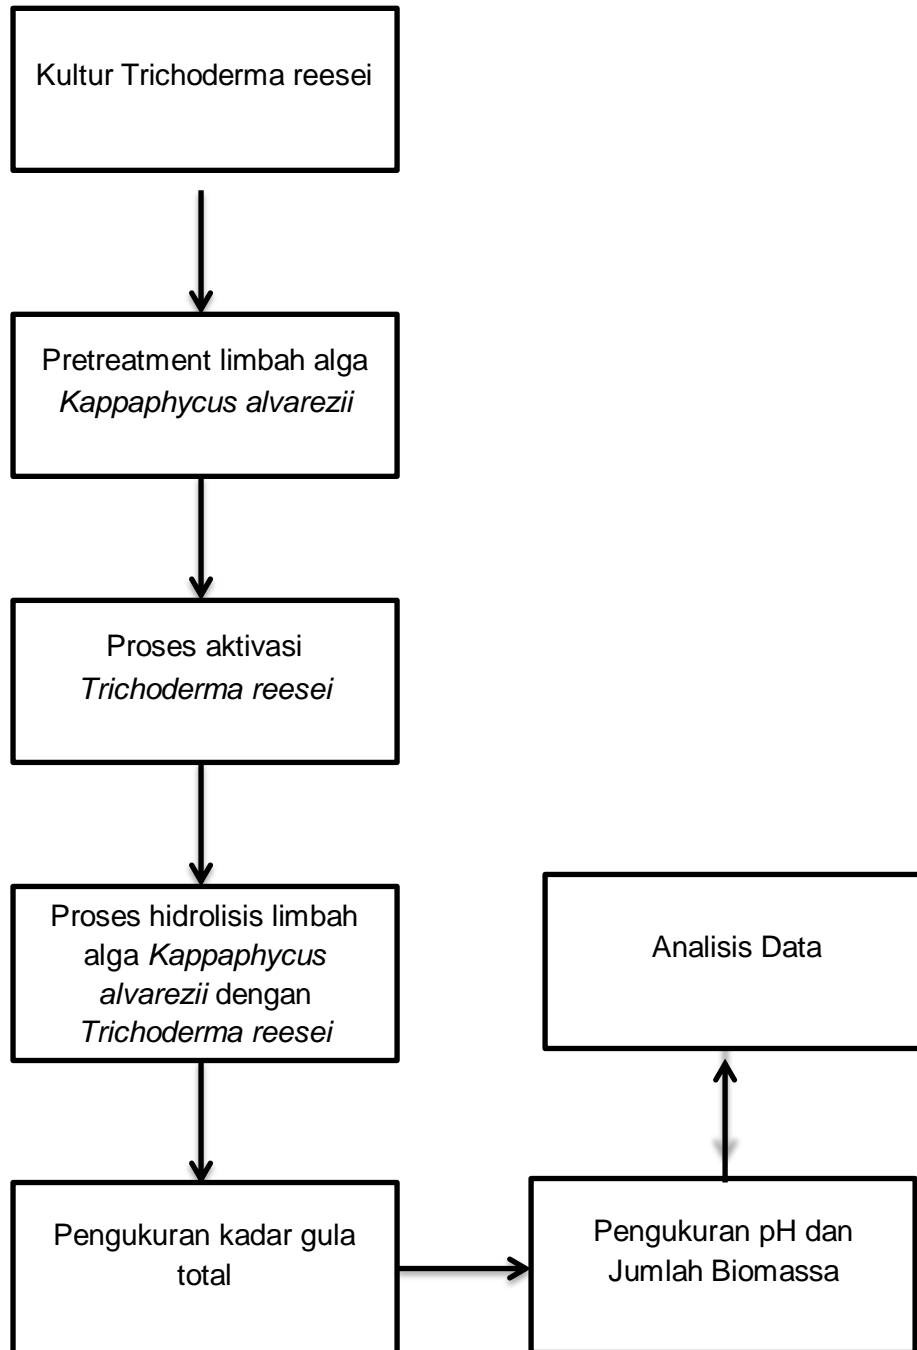 Kultur Trichoderma reesei
Pretreatment limbah alga
Kappaphycus alvarezii
Proses aktivasi
Trichoderma reesei
Proses hidrolisis limbah
alga Kappaphycus
alvarezii dengan
Trichoderma reesei
Pengukuran kadar gula
total
Pengukuran pH dan
Jumlah Biomassa
Analisis Data